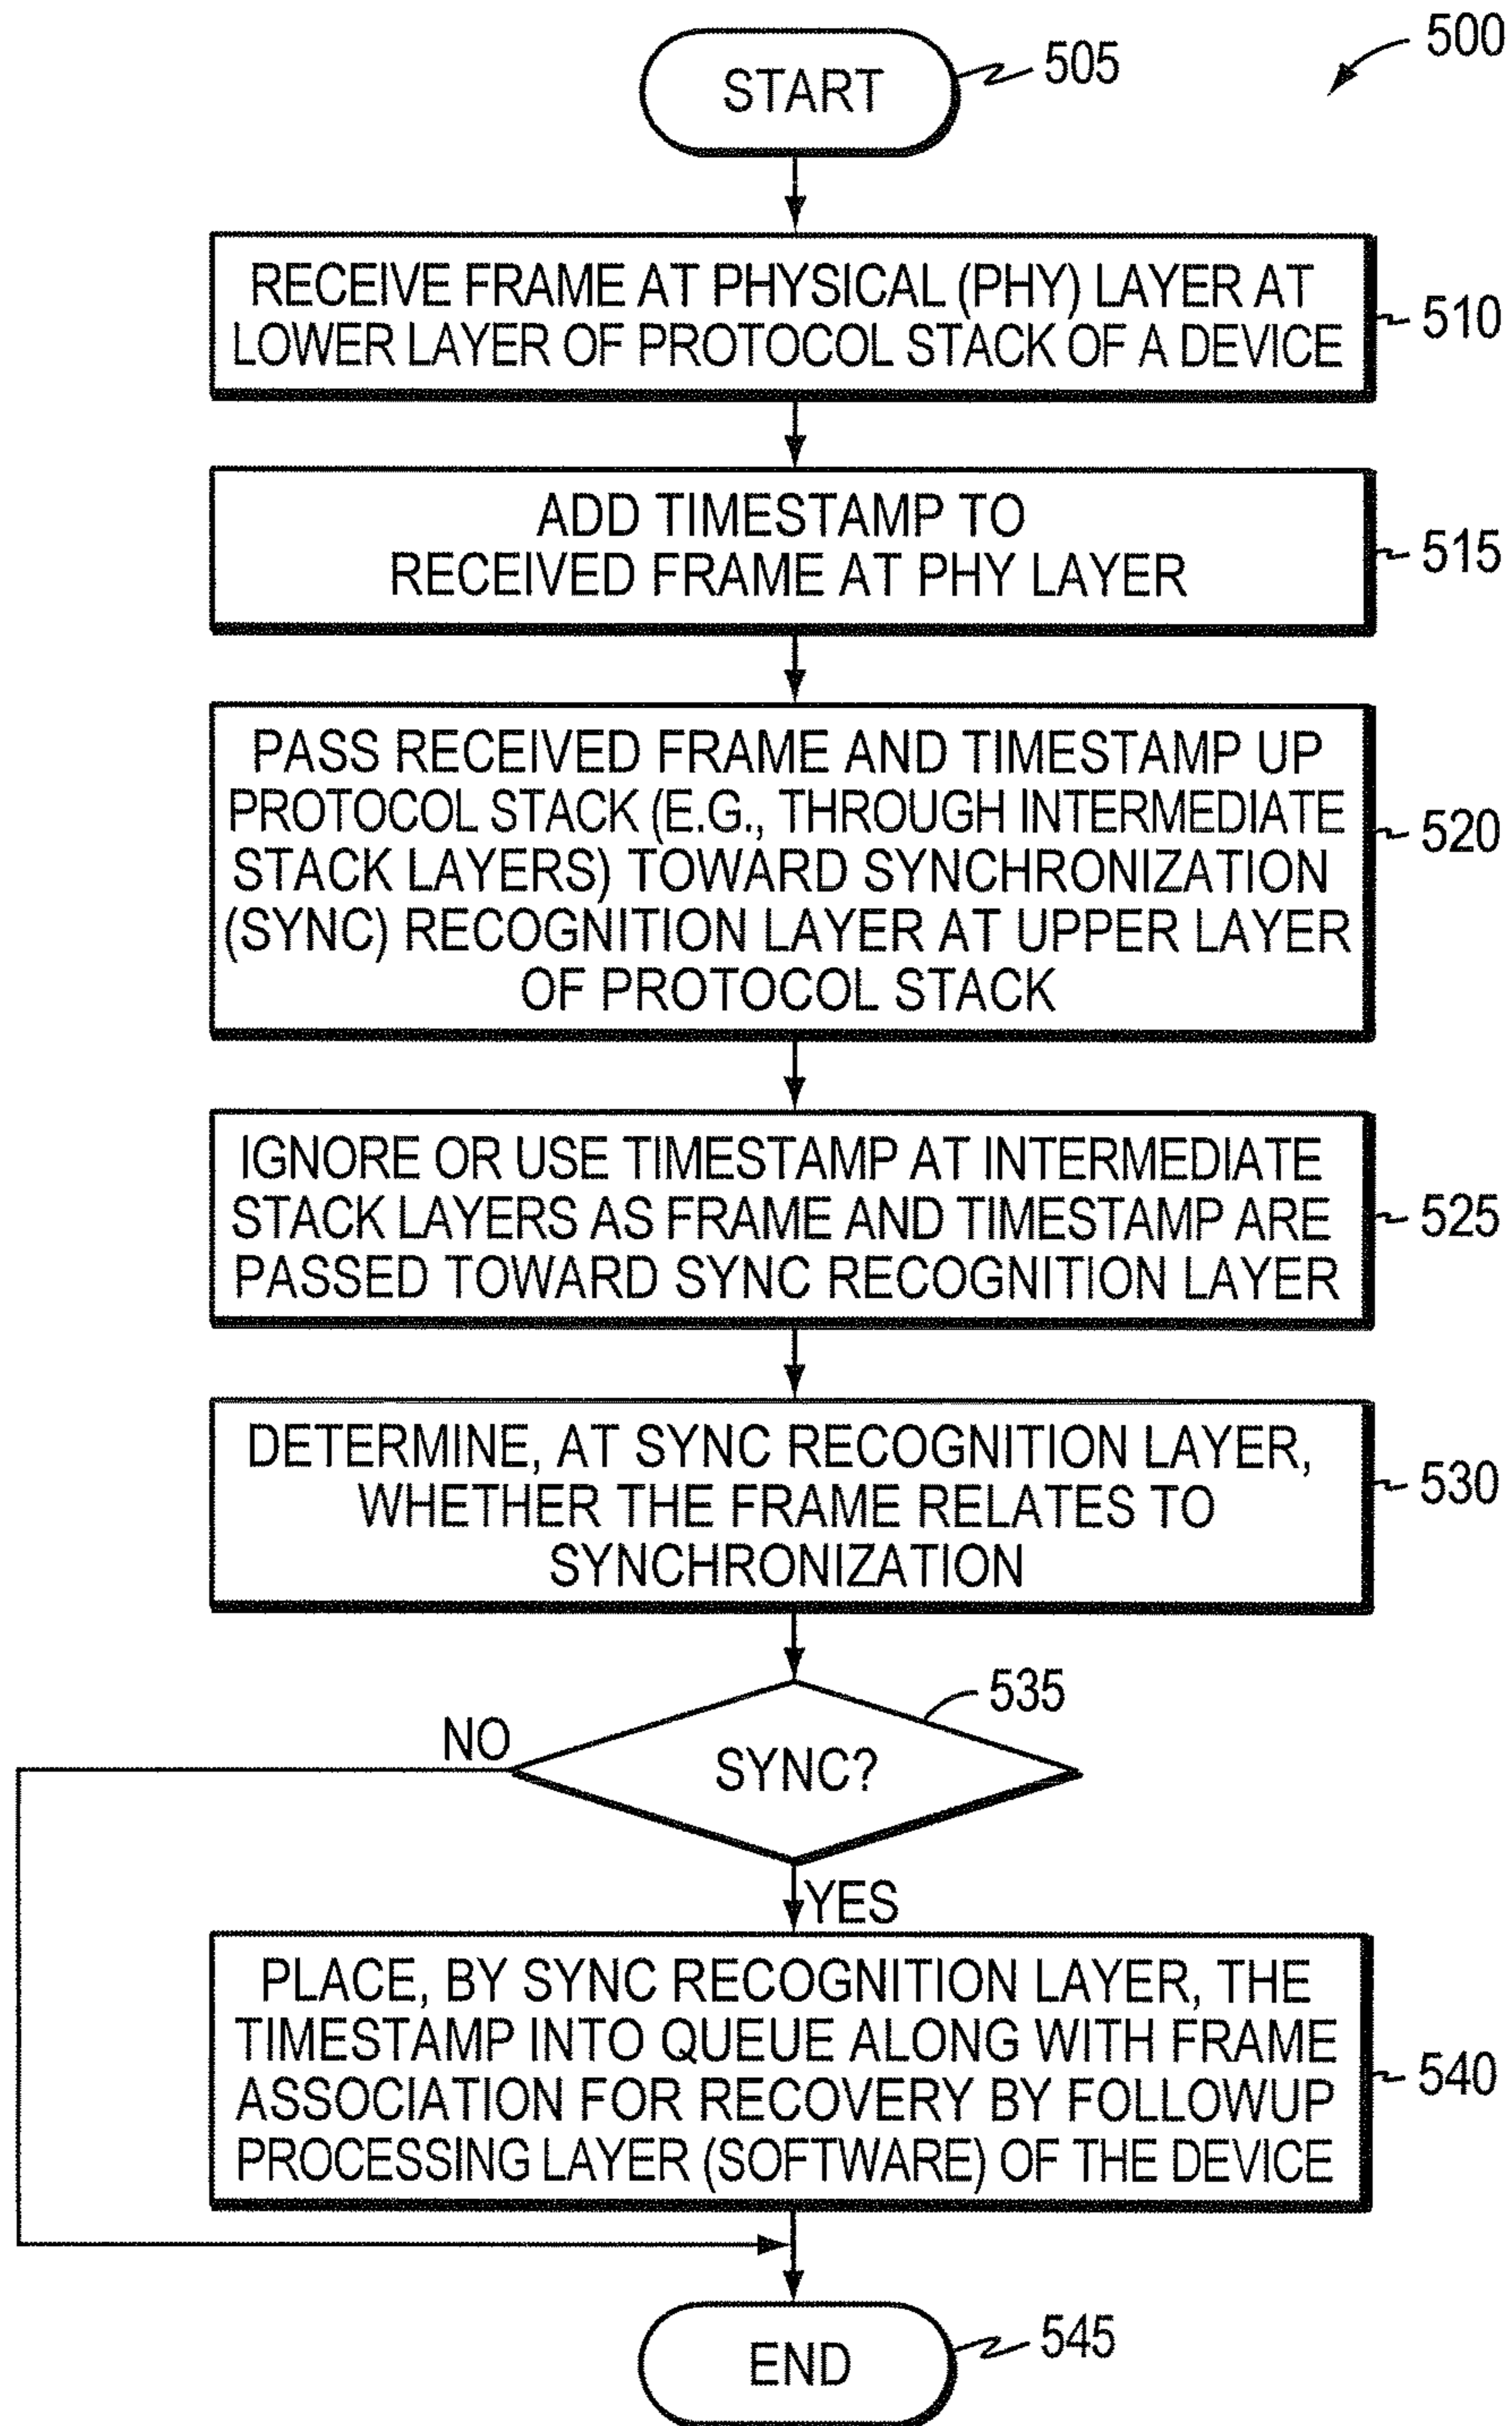 500
START
505
RECEIVE FRAME AT PHYSICAL (PHY) LAYER AT
LOWER LAYER OF PROTOCOL STACK OF A DEVICE
510
ADD TIMESTAMP TO
RECEIVED FRAME AT PHY LAYER
515
PASS RECEIVED FRAME AND TIMESTAMP UP
PROTOCOL STACK (E.G., THROUGH INTERMEDIATE
STACK LAYERS) TOWARD SYNCHRONIZATION
(SYNC) RECOGNITION LAYER AT UPPER LAYER
OF PROTOCOL STACK
520
IGNORE OR USE TIMESTAMP AT INTERMEDIATE
STACK LAYERS AS FRAME AND TIMESTAMP ARE
PASSED TOWARD SYNC RECOGNITION LAYER
525
DETERMINE, AT SYNC RECOGNITION LAYER,
WHETHER THE FRAME RELATES TO
SYNCHRONIZATION
530
535
NO
SYNC?
YES
PLACE, BY SYNC RECOGNITION LAYER, THE
TIMESTAMP INTO QUEUE ALONG WITH FRAME
ASSOCIATION FOR RECOVERY BY FOLLOWUP
PROCESSING LAYER (SOFTWARE) OF THE DEVICE
540
END
545